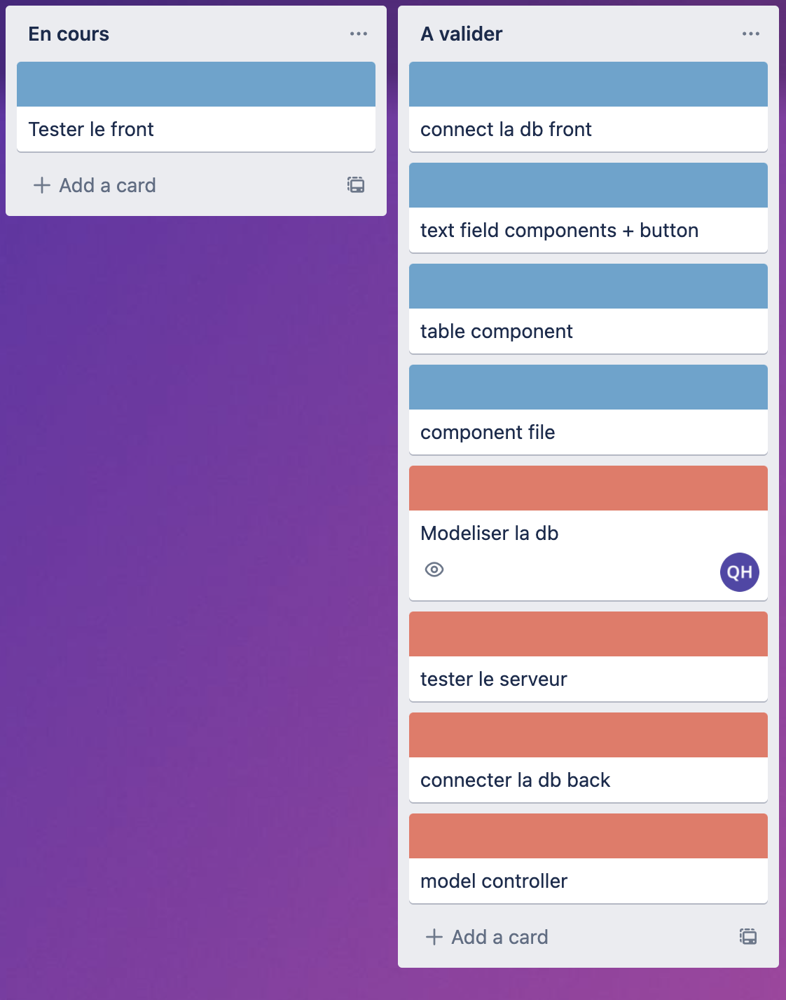 En cours
Tester le front
Add a card
A valider
connect la db front
text field components + button
table component
component file
Modeliser la db
QH
tester le serveur
connecter la db back
model controller
Add a card